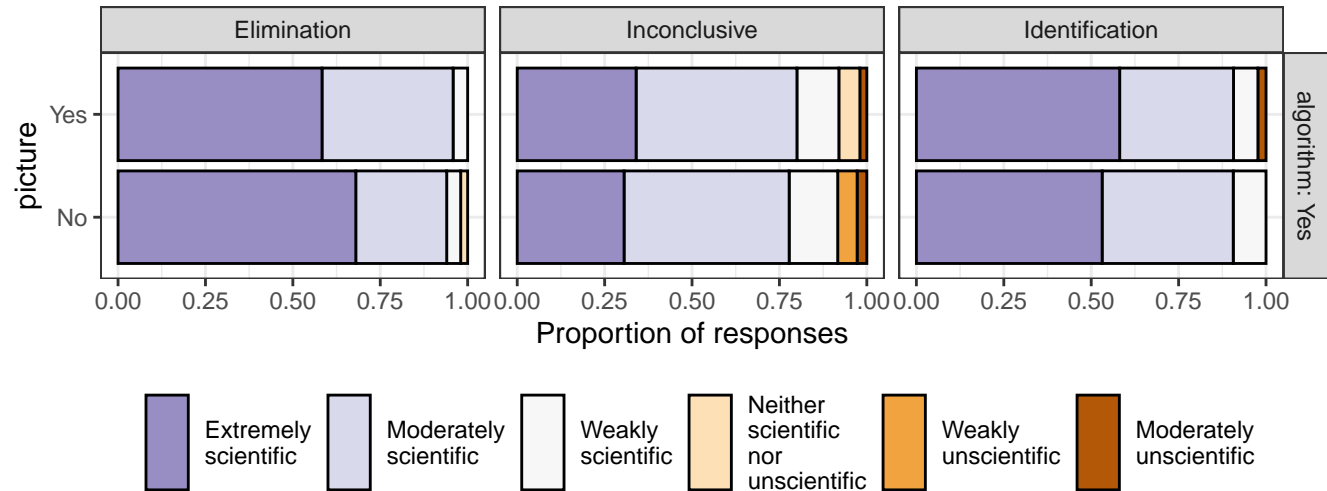 Elimination Inconclusive Identification
picture
Yes
No
algorithm: Yes
0.00 0.25 0.50 0.75 1.00 0.00 0.25 0.50 0.75 1.00 0.00 0.25 0.50 0.75 1.00
Proportion of responses
Extremely
scientific
Moderately
scientific
Weakly
scientific
Neither
scientific
nor
unscientific
Weakly
unscientific
Moderately
unscientific